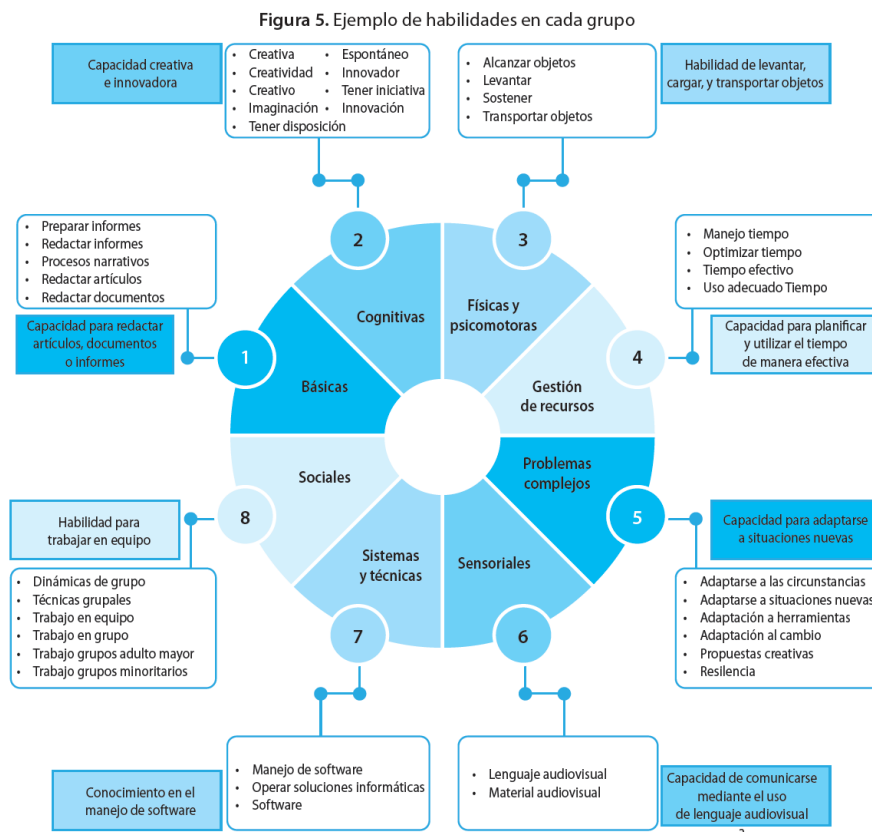 Figura 5. Ejemplo de habilidades en cada grupo
Capacidad creativa
e innovadora
• Creativa
• Creatividad
• Creativo
• Imaginación
• Tener disposición
• Espontáneo
• Innovador
• Tener iniciativa
• Innovación
• Alcanzar objetos
• Levantar
• Sostener
• Transportar objetos
Habilidad de levantar,
cargar, y transportar objetos
• Preparar informes
• Redactar informes
• Procesos narrativos
• Redactar artículos
• Redactar documentos
Capacidad para redactar
artículos, documentos
o informes
2
Cognitivas
3
Físicas y
psicomotoras
• Manejo tiempo
• Optimizar tiempo
• Tiempo efectivo
• Uso adecuado Tiempo
Capacidad para planificar
y utilizar el tiempo
de manera efectiva
1
Básicas
4
Gestión
de recursos
Sociales
8
Problemas
complejos
5
Habilidad para
trabajar en equipo
• Dinámicas de grupo
• Técnicas grupales
• Trabajo en equipo
• Trabajo en grupo
• Trabajo grupos adulto mayor
• Trabajo grupos minoritarios
Sistemas
y técnicas
7
Sensoriales
6
Capacidad para adaptarse
a situaciones nuevas
• Adaptarse a las circunstancias
• Adaptarse a situaciones nuevas
• Adaptación a herramientas
• Adaptación al cambio
• Propuestas creativas
• Resilencia
Conocimiento en el
manejo de software
• Manejo de software
• Operar soluciones informáticas
• Software
• Lenguaje audiovisual
• Material audiovisual
Capacidad de comunicarse
mediante el uso
de lenguaje audiovisual